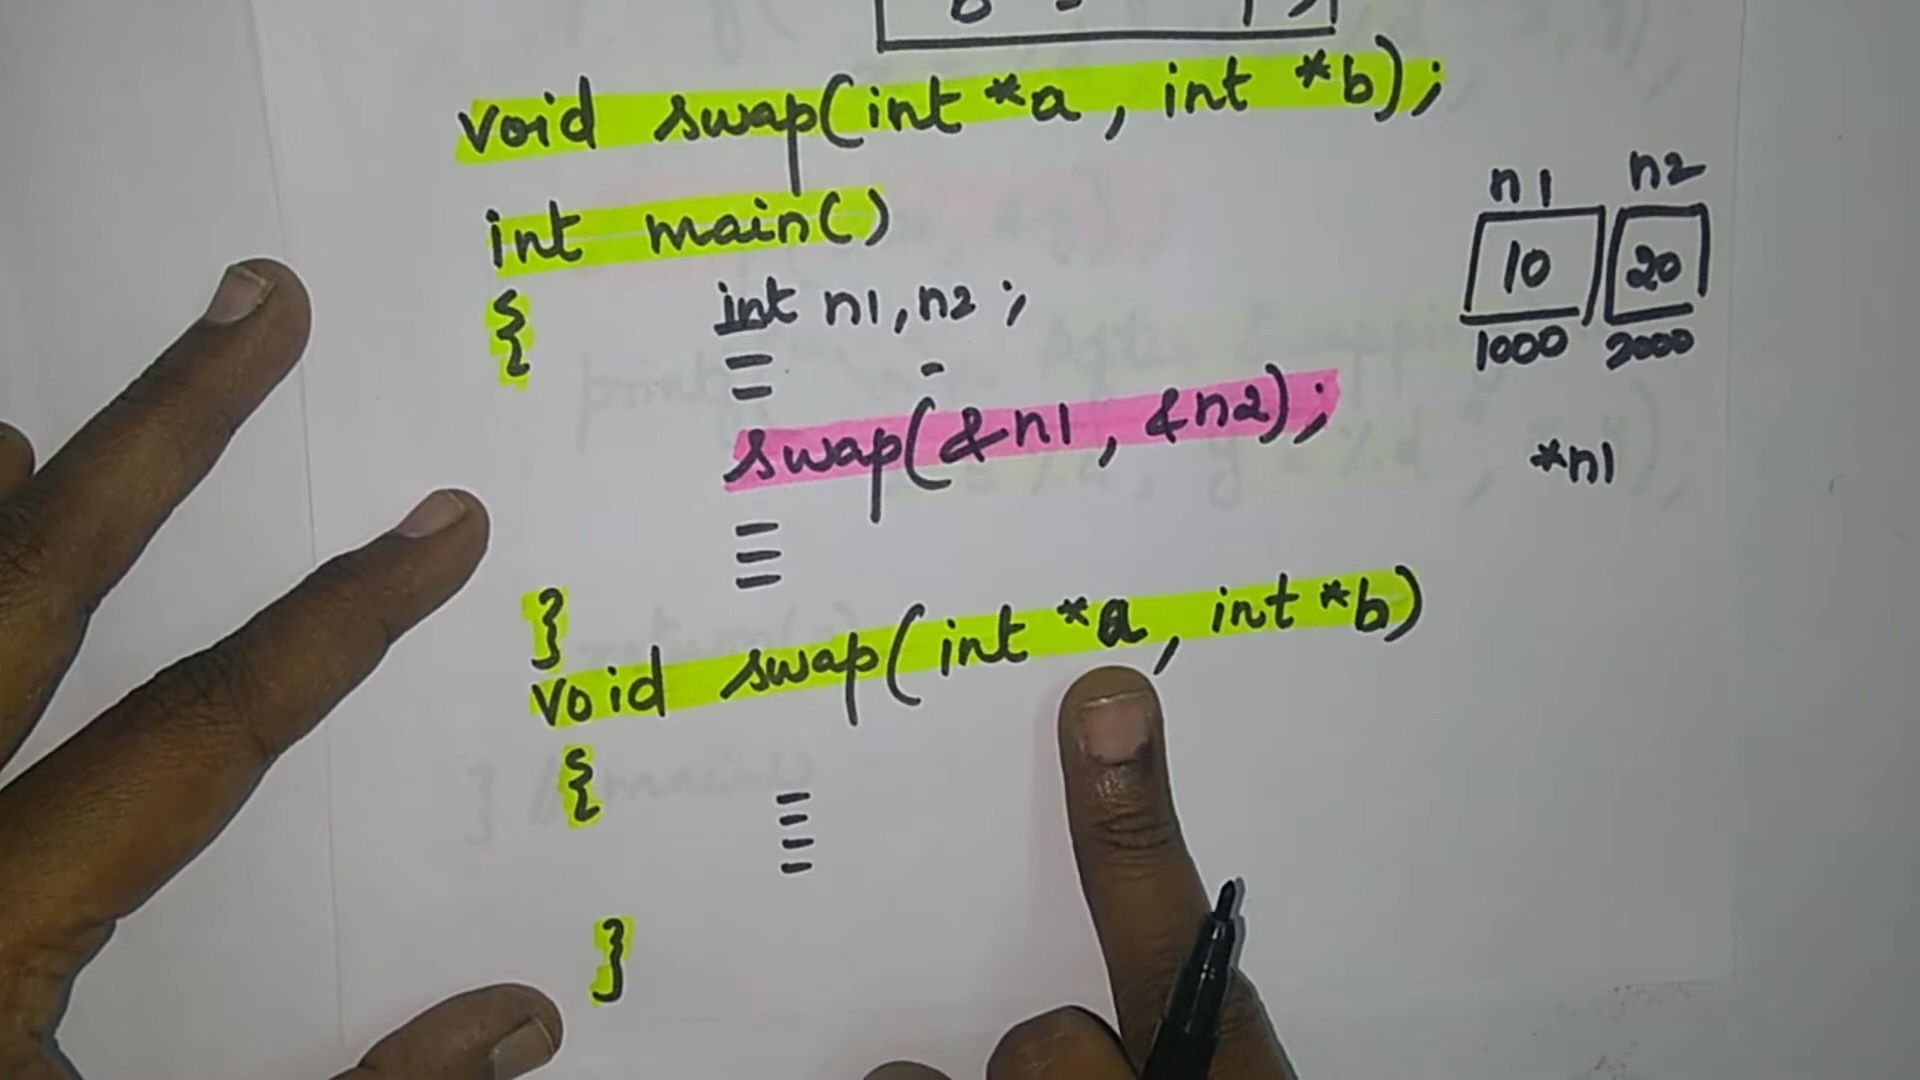 void swap(int *a, int *b);
int main()
{ int n1, n2;
swap(&n1, &n2);
}
void swap(int *a, int *b)
{
}
n1 n2
10 20
1000 2000
*n1